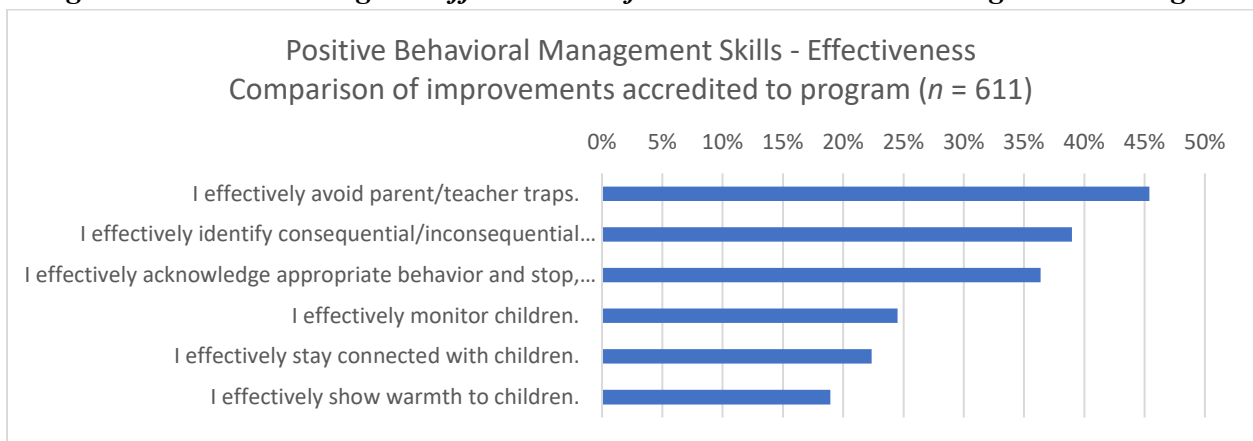 Positive Behavioral Management Skills - Effectiveness
Comparison of improvements accredited to program (n = 611)
0% 5% 10% 15% 20% 25% 30% 35% 40% 45% 50%
I effectively avoid parent/teacher traps.
I effectively identify consequential/inconsequential…
I effectively acknowledge appropriate behavior and stop,…
I effectively monitor children.
I effectively stay connected with children.
I effectively show warmth to children.